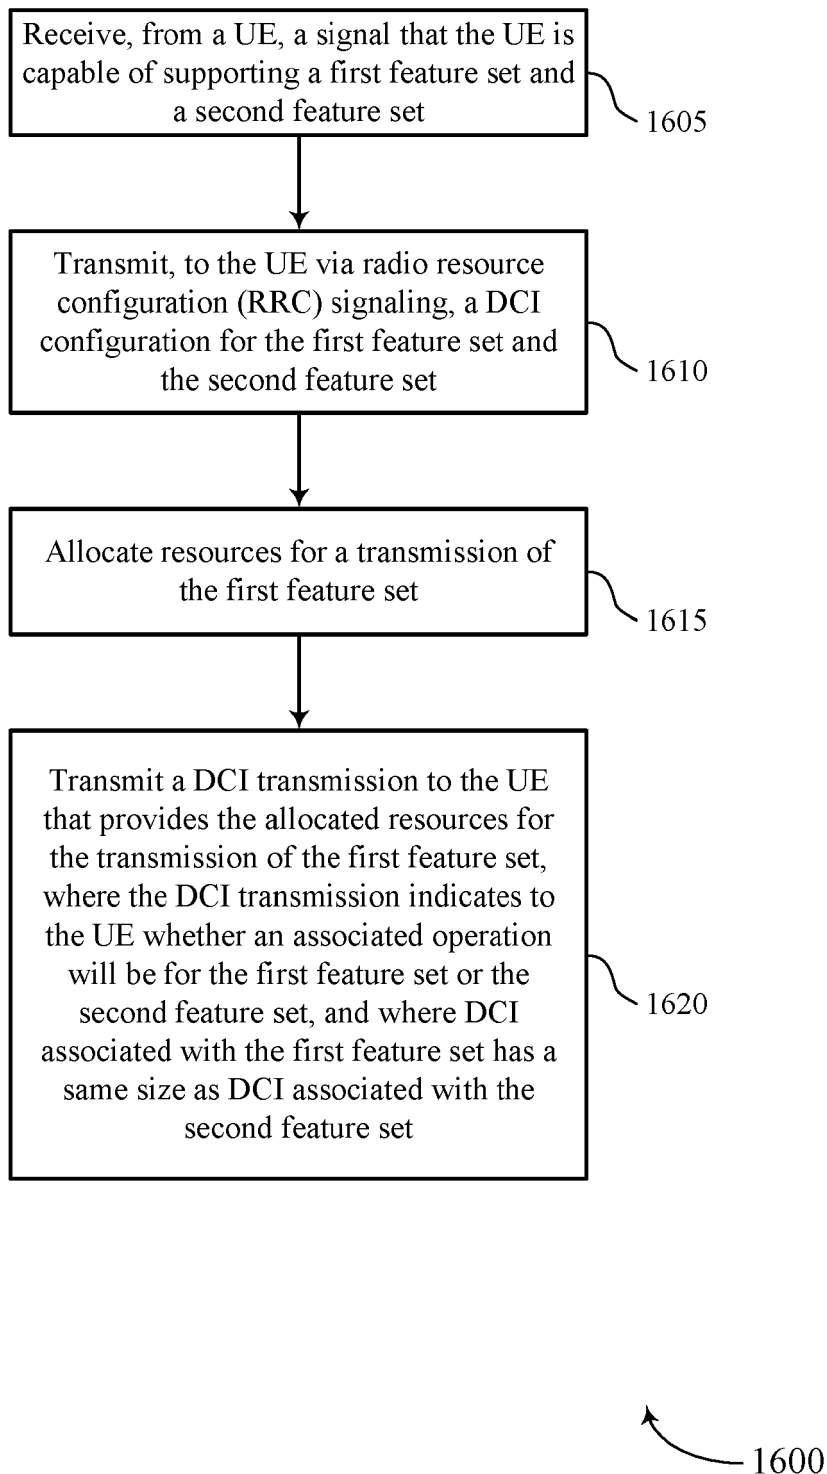 Receive, from a UE, a signal that the UE is
capable of supporting a first feature set and
a second feature set
1605
Transmit, to the UE via radio resource
configuration (RRC) signaling, a DCI
configuration for the first feature set and
the second feature set
1610
Allocate resources for a transmission of
the first feature set
1615
Transmit a DCI transmission to the UE
that provides the allocated resources for
the transmission of the first feature set,
where the DCI transmission indicates to
the UE whether an associated operation
will be for the first feature set or the
second feature set, and where DCI
associated with the first feature set has a
same size as DCI associated with the
second feature set
1620
1600